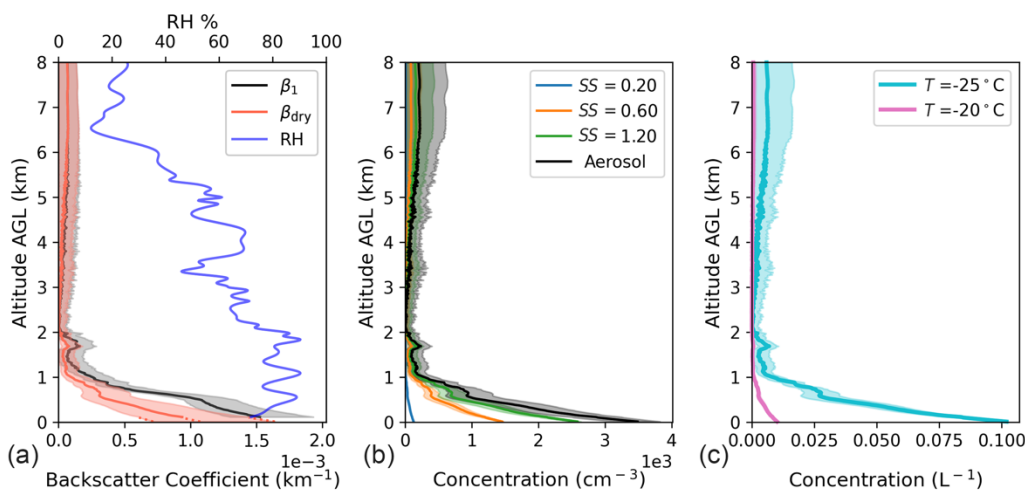 RH %
0 20 40 60 80 100
8
7
6
5
4
3
2
1
0
Altitude AGL (km)
β₁
β_dry
RH
0.0 0.5 1.0 1.5 2.0
1e−3
(a) Backscatter Coefficient (km⁻¹)
8
7
6
5
4
3
2
1
0
Altitude AGL (km)
SS = 0.20
SS = 0.60
SS = 1.20
Aerosol
0 1 2 3 4
1e3
(b) Concentration (cm⁻³)
8
7
6
5
4
3
2
1
0
Altitude AGL (km)
T =-25°C
T =-20°C
0.000 0.025 0.050 0.075 0.100
(c) Concentration (L⁻¹)